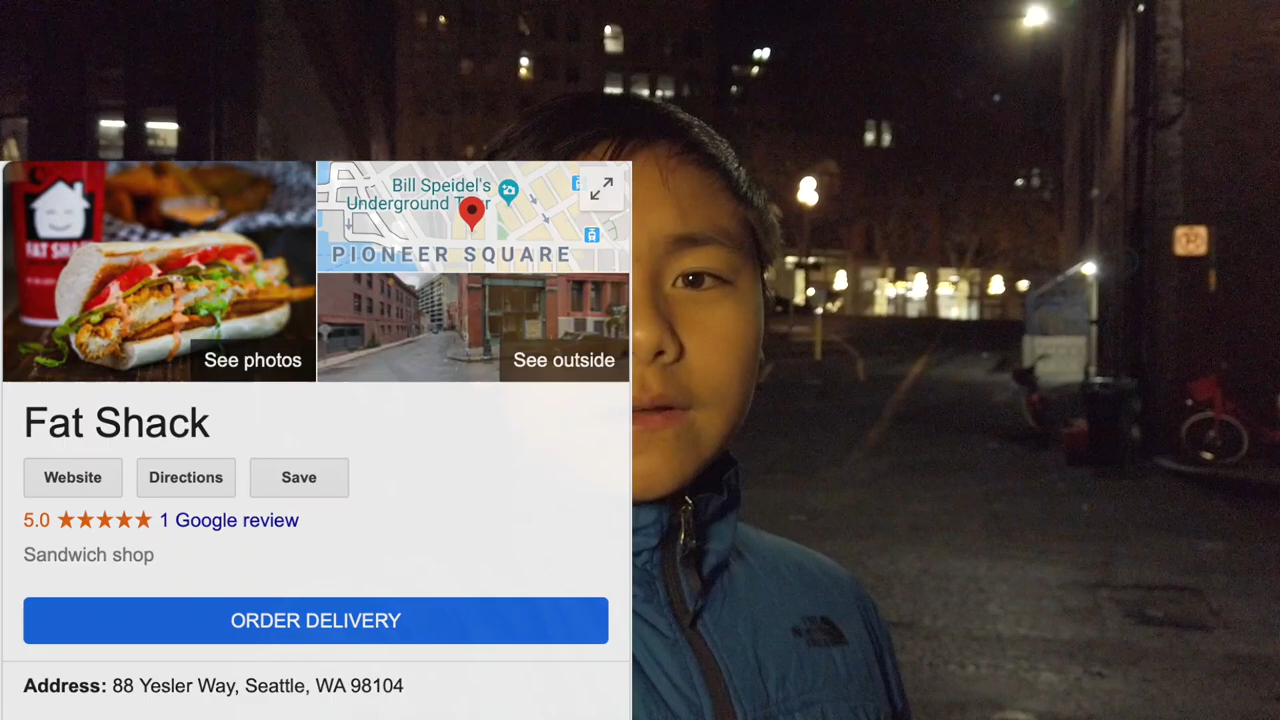 FAT SHA
See photos
Bill Speidel's
Underground T r
PIONEER SQUARE
See outside
Fat Shack
Website
Directions
Save
5.0 ★★★★★ 1 Google review
Sandwich shop
ORDER DELIVERY
Address: 88 Yesler Way, Seattle, WA 98104
THE